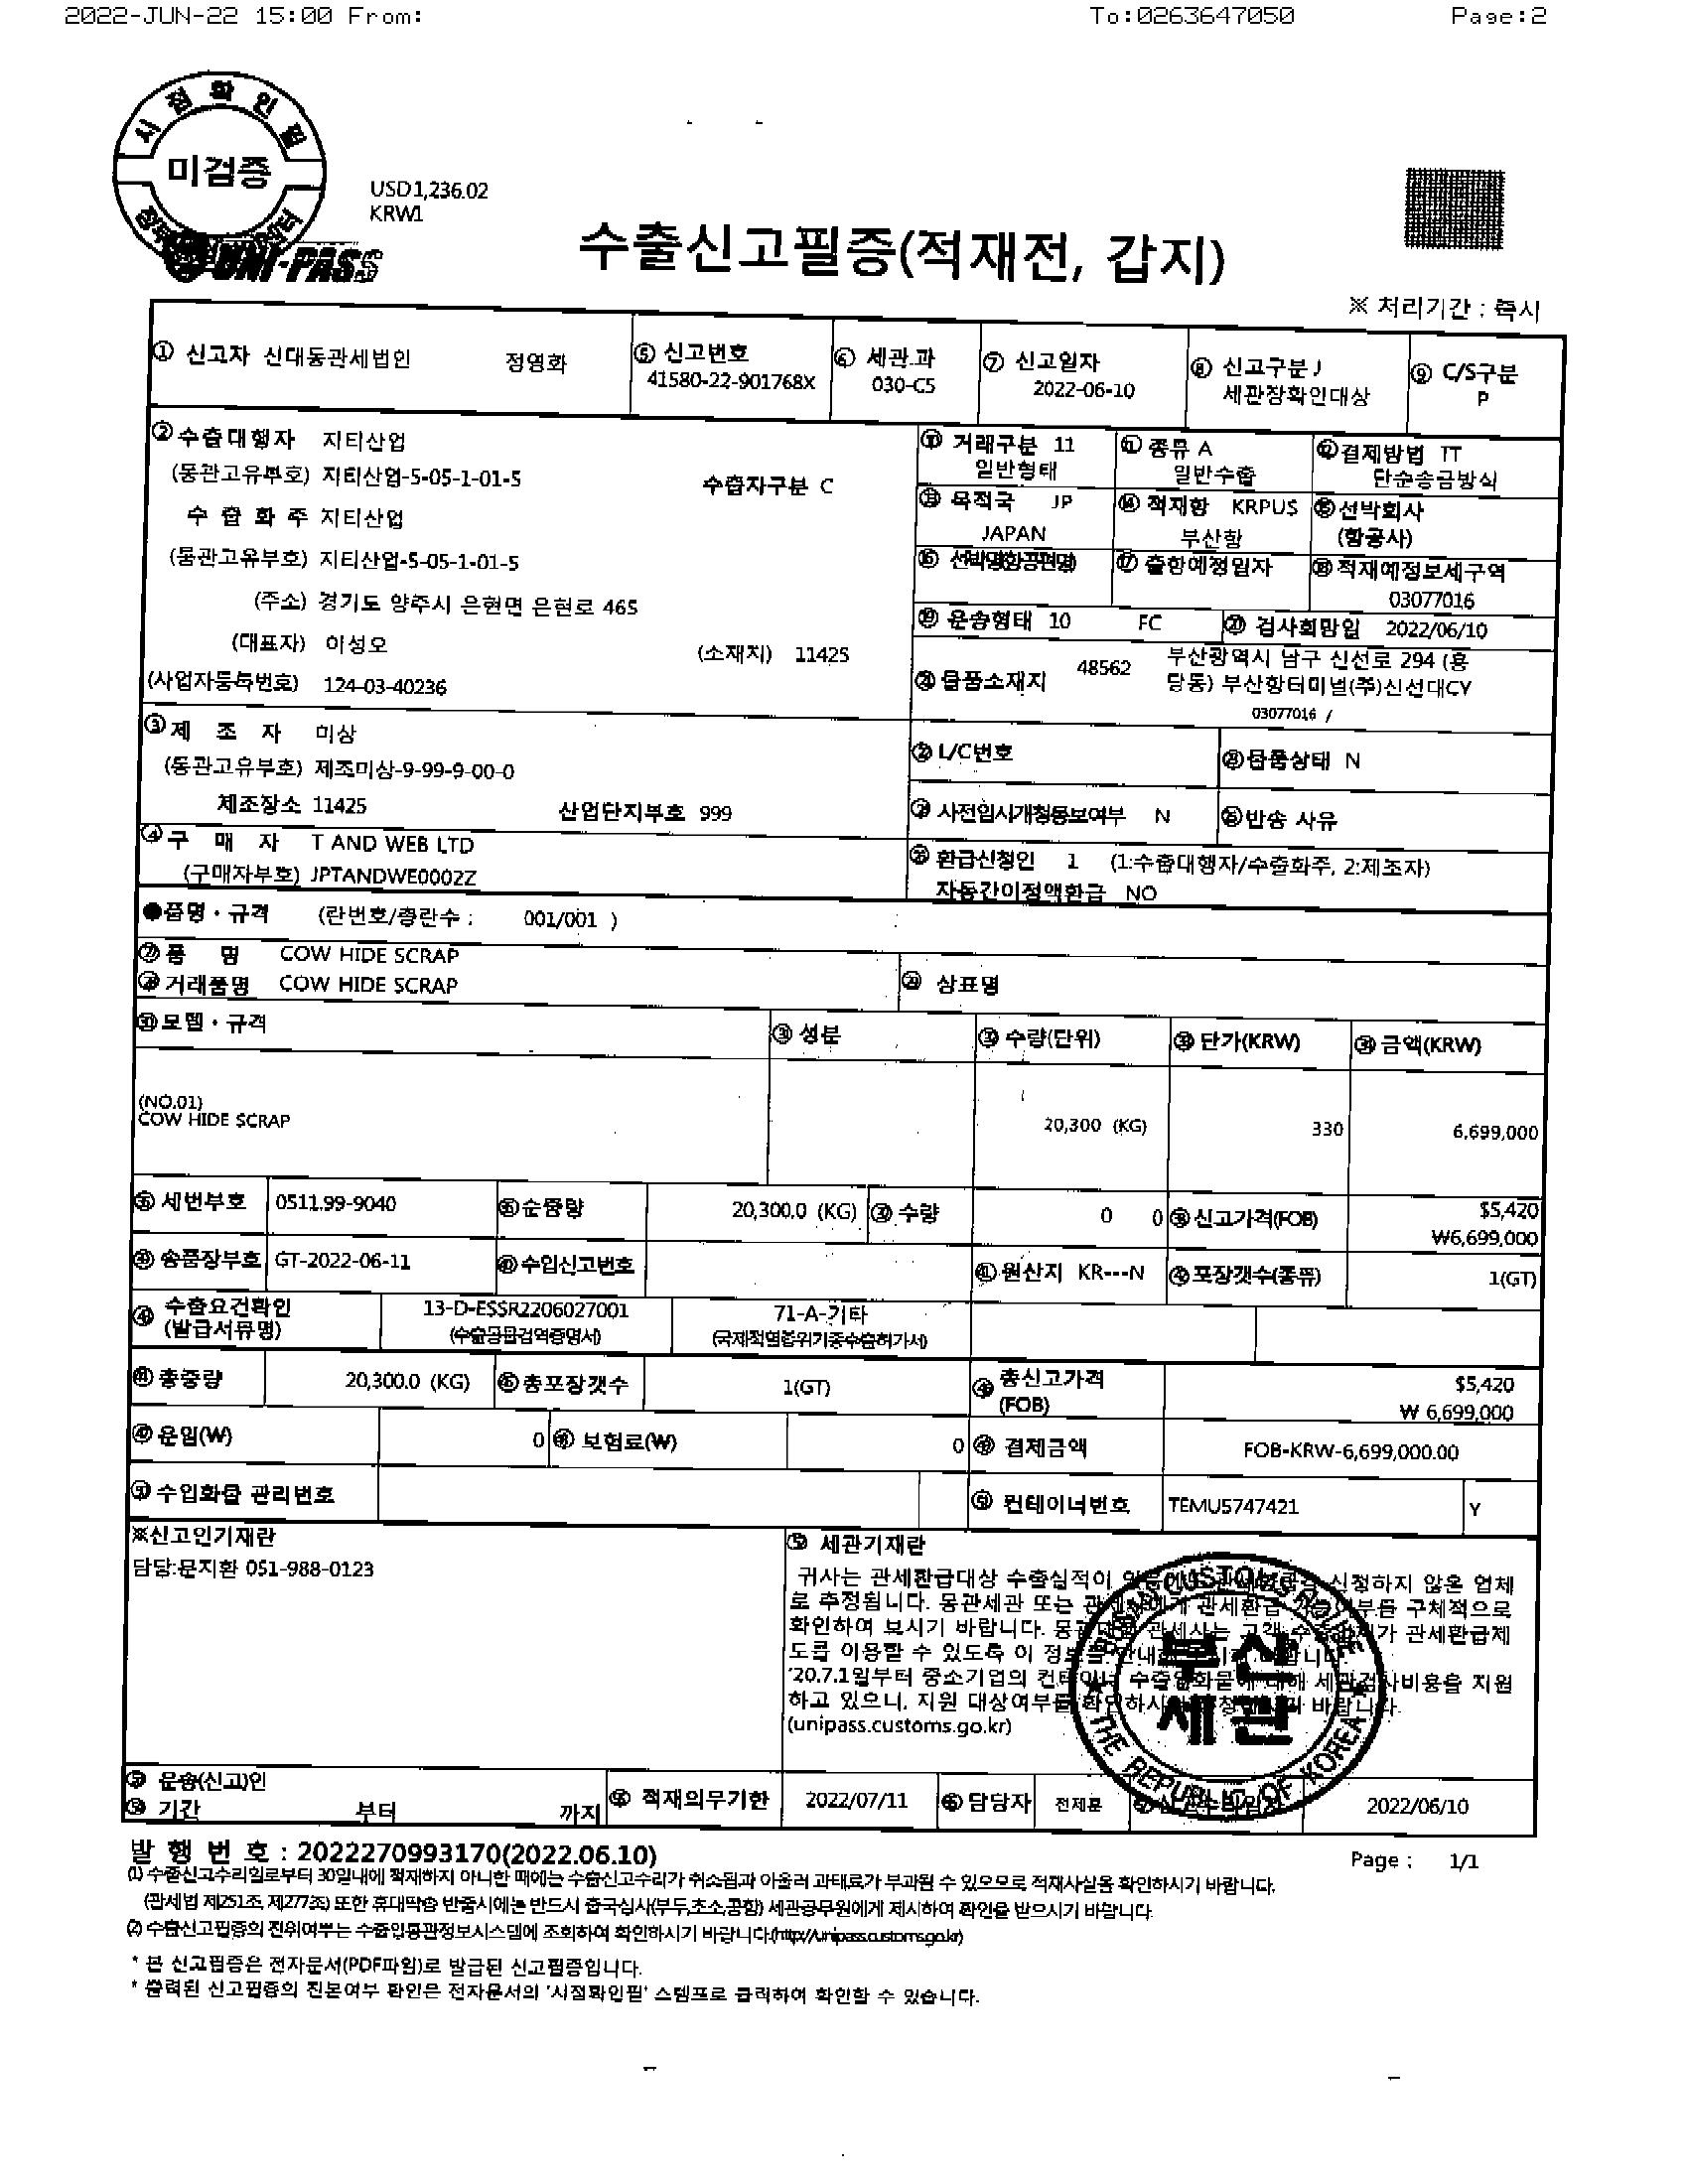 2022-JUN-22 15:00 From: To:0263647050 Page:2
시점확인필
미검증
USD1,236.02
KRW1
UNI-PASS
수출신고필증(적재전, 갑지)
※ 처리기간 : 즉시
① 신고자 신대동관세법인 정영화
⑤ 신고번호
41580-22-901768X
⑥ 세관.과
030-C5
⑦ 신고일자
2022-06-10
⑧ 신고구분 J
세관장확인대상
⑨ C/S구분
P
② 수출대행자 지티산업
(통관고유부호) 지티산업-5-05-1-01-5
수출자구분 C
수 출 화 주 지티산업
(통관고유부호) 지티산업-5-05-1-01-5
(주소) 경기도 양주시 은현면 은현로 465
(대표자) 이성오
(소재지) 11425
(사업자등록번호) 124-03-40236
⑩ 거래구분 11
일반형태
⑪ 종류 A
일반수출
⑫ 결제방법 TT
단순송금방식
⑬ 목적국 JP
JAPAN
⑭ 적재항 KRPUS
부산항
⑮ 선박회사
(항공사)
⑯ 선박명(항공편명)
⑰ 출항예정일자
⑱ 적재예정보세구역
03077016
⑲ 운송형태 10 FC
⑳ 검사희망일 2022/06/10
㉑ 물품소재지 48562 부산광역시 남구 신선로 294 (용
당동) 부산항터미널(주)신선대CY
03077016 /
③ 제 조 자 미상
(통관고유부호) 제조미상-9-99-9-00-0
제조장소 11425
산업단지부호 999
㉒ L/C번호
㉓ 물품상태 N
㉔ 사전임시개청통보여부 N
㉕ 반송 사유
④ 구 매 자 T AND WEB LTD
(구매자부호) JPTANDWE0002Z
㉖ 환급신청인 1 (1:수출대행자/수출화주, 2:제조자)
자동간이정액환급 NO
●품명・규격 (란번호/총란수 : 001/001 )
㉗ 품 명 COW HIDE SCRAP
㉘ 거래품명 COW HIDE SCRAP
㉙ 상표명
㉚ 모델・규격
㉛ 성분
㉜ 수량(단위)
㉝ 단가(KRW)
㉞ 금액(KRW)
(NO.01)
COW HIDE SCRAP
20,300 (KG)
330
6,699,000
㉟ 세번부호 0511.99-9040
㊱ 순중량 20,300.0 (KG)
㊲ 수량 0 0
㊳ 신고가격(FOB) $5,420
₩6,699,000
㊴ 송품장부호 GT-2022-06-11
㊵ 수입신고번호
㊶ 원산지 KR---N
㊷ 포장갯수(종류) 1(GT)
㊸ 수출요건확인
(발급서류명)
13-D-ESSR2206027001
(수출동물검역증명서)
71-A-기타
(국제적멸종위기종수출허가서)
㊹ 총중량 20,300.0 (KG)
㊺ 총포장갯수 1(GT)
㊻ 총신고가격
(FOB)
$5,420
₩ 6,699,000
㊼ 운임(₩) 0
㊽ 보험료(₩) 0
㊾ 결제금액 FOB-KRW-6,699,000.00
㊿ 수입화물 관리번호
컨테이너번호 TEMU5747421 Y
※신고인기재란
담당:문지환 051-988-0123
세관기재란
귀사는 관세환급대상 수출실적이 있음에도 관세환급을 신청하지 않은 업체
로 추정됩니다. 통관세관 또는 관세사에게 관세환급 가능여부를 구체적으로
확인하여 보시기 바랍니다. 통관대행 관세사는 고객 수출업체가 관세환급제
도를 이용할 수 있도록 이 정보를 안내해 주시기 바랍니다.
'20.7.1일부터 중소기업의 컨테이너 수출입화물에 대해 세관검사비용을 지원
하고 있으니, 지원 대상여부를 확인하시어 신청하시기 바랍니다.
(unipass.customs.go.kr)
BUSAN CUSTOMS HOUSE
부산
세관
THE REPUBLIC OF KOREA
운송(신고)인
기간 부터 까지
적재의무기한 2022/07/11
담당자 전제훈
신고수리일자 2022/06/10
발 행 번 호 : 2022270993170(2022.06.10)
Page : 1/1
(1) 수출신고수리일로부터 30일내에 적재하지 아니한 때에는 수출신고수리가 취소됨과 아울러 과태료가 부과될 수 있으므로 적재사실을 확인하시기 바랍니다.
(관세법 제251조, 제277조) 또한 휴대탁송 반출시에는 반드시 출국심사(부두,초소,공항) 세관공무원에게 제시하여 확인을 받으시기 바랍니다.
(2) 수출신고필증의 진위여부는 수출입통관정보시스템에 조회하여 확인하시기 바랍니다.(http://unipass.customs.go.kr)
* 본 신고필증은 전자문서(PDF파일)로 발급된 신고필증입니다.
* 출력된 신고필증의 진본여부 확인은 전자문서의 '시점확인필' 스탬프로 클릭하여 확인할 수 있습니다.